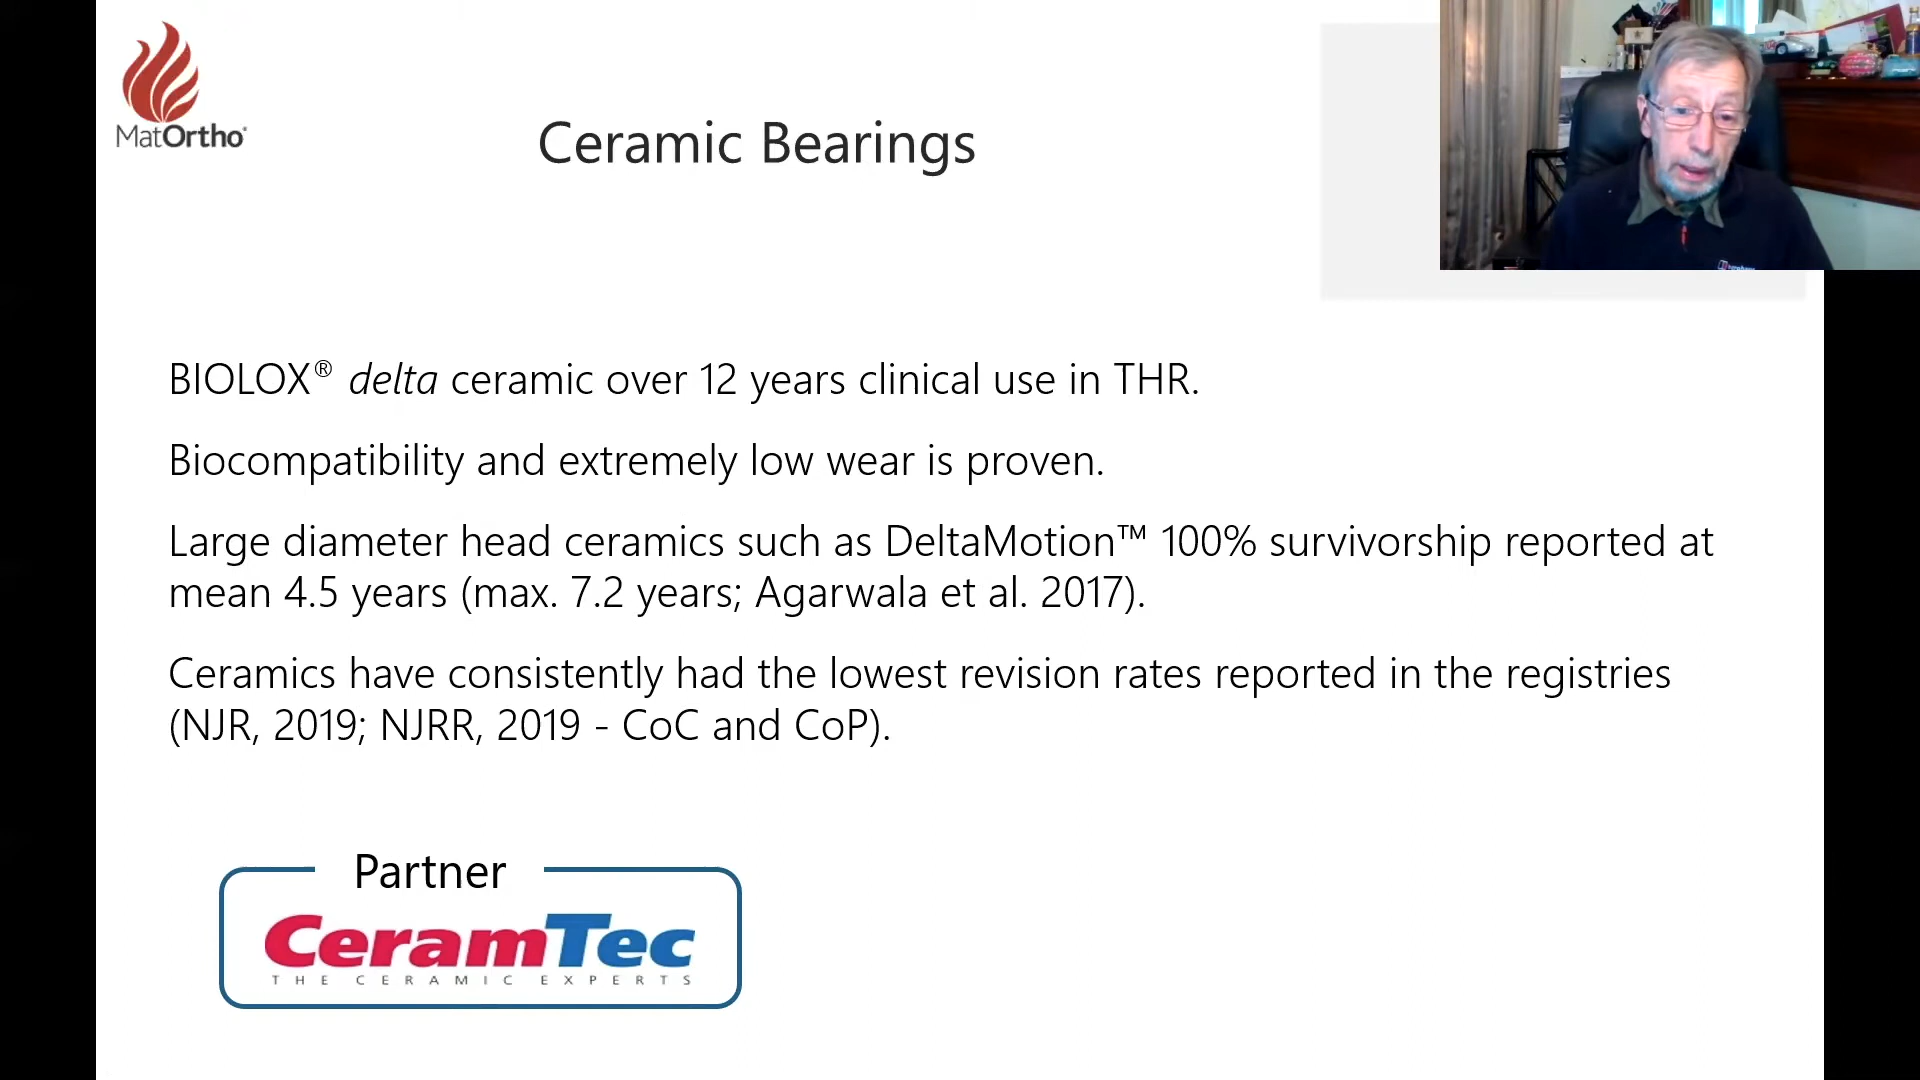 MatOrtho®
Ceramic Bearings
BIOLOX® delta ceramic over 12 years clinical use in THR.
Biocompatibility and extremely low wear is proven.
Large diameter head ceramics such as DeltaMotion™ 100% survivorship reported at
mean 4.5 years (max. 7.2 years; Agarwala et al. 2017).
Ceramics have consistently had the lowest revision rates reported in the registries
(NJR, 2019; NJRR, 2019 - CoC and CoP).
Partner
CeramTec
THE CERAMIC EXPERTS